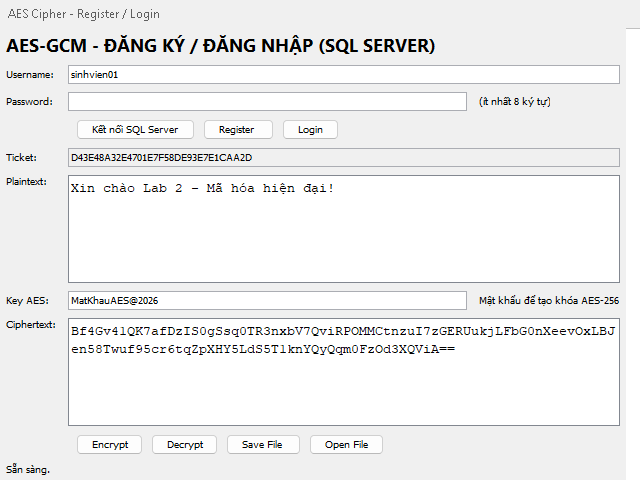 AES Cipher - Register / Login
AES-GCM - ĐĂNG KÝ / ĐĂNG NHẬP (SQL SERVER)
Username: sinhvien01
Password: (ít nhất 8 ký tự)
Kết nối SQL Server Register Login
Ticket: D43E48A32E4701E7F58DE93E7E1CAA2D
Plaintext: Xin chào Lab 2 - Mã hóa hiện đại!
Key AES: MatKhauAES@2026 Mật khẩu để tạo khóa AES-256
Ciphertext: Bf4Gv41QK7afDzIS0gSsq0TR3nxbV7QviRPOMMCtnzuI7zGERUukjLFbG0nXeevOxLBJ
en58Twuf95cr6tqZpXHY5LdS5T1knYQyQqm0FzOd3XQViA==
Encrypt Decrypt Save File Open File
Sẵn sàng.